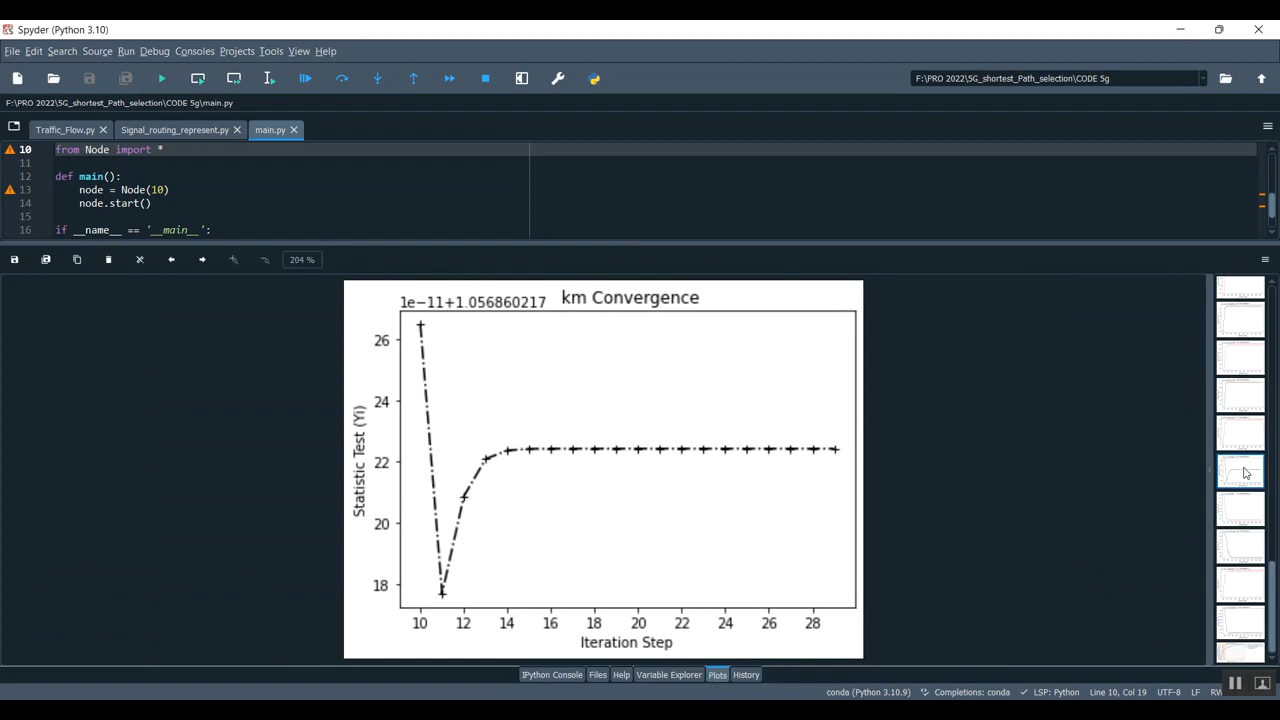 Spyder (Python 3.10)
File Edit Search Source Run Debug Consoles Projects Tools View Help
F:\PRO 2022\5G_shortest_Path_selection\CODE 5g
F:\PRO 2022\5G_shortest_Path_selection\CODE 5g\main.py
Traffic_Flow.py Signal_routing_represent.py main.py
10 from Node import *
11
12 def main():
13 node = Node(10)
14 node.start()
15
16 if __name__ == '__main__':
204 %
1e−11+1.056860217 km Convergence
26
24
22
20
18
Statistic Test (Yi)
10 12 14 16 18 20 22 24 26 28
Iteration Step
IPython Console Files Help Variable Explorer Plots History
conda (Python 3.10.9) Completions: conda LSP: Python Line 10, Col 19 UTF-8 LF RW